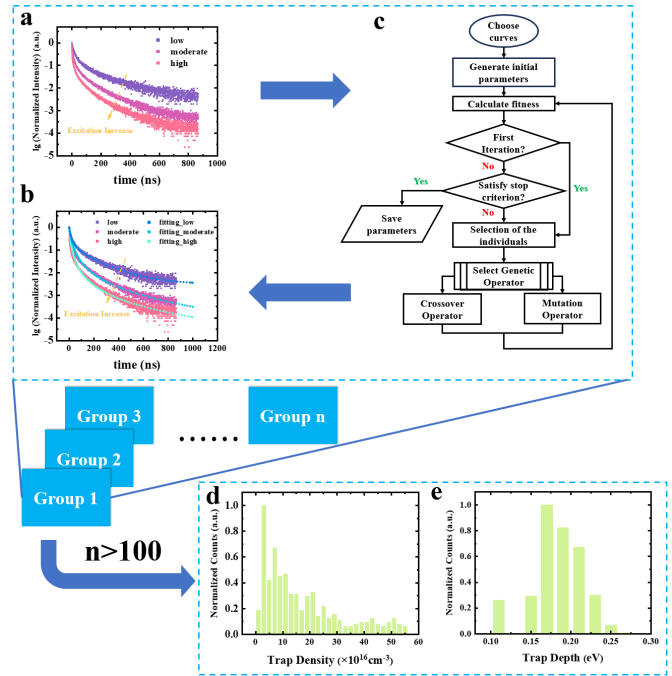 a
lg (Normalized Intensity) (a.u.)
0
-1
-2
-3
-4
-5
low
moderate
high
Excitation Increase
0 200 400 600 800 1000
time (ns)
b
lg (Normalized Intensity) (a.u.)
0
-1
-2
-3
-4
-5
low
moderate
high
fitting_low
fitting_moderate
fitting_high
Excitation Increase
0 200 400 600 800 1000 1200
time (ns)
c
Choose
curves
Generate initial
parameters
Calculate fitness
First
Iteration?
No
Yes
Satisfy stop
criterion?
Yes
No
Save
parameters
Selection of the
individuals
Select Genetic
Operator
Crossover
Operator
Mutation
Operator
Group 3
Group 2
Group 1
......
Group n
n>100
d
Normalized Counts (a.u.)
1.0
0.8
0.6
0.4
0.2
0.0
0 10 20 30 40 50 60
Trap Density (×10¹⁶cm⁻³)
e
Normalized Counts (a.u.)
1.0
0.8
0.6
0.4
0.2
0.0
0.10 0.15 0.20 0.25 0.30
Trap Depth (eV)